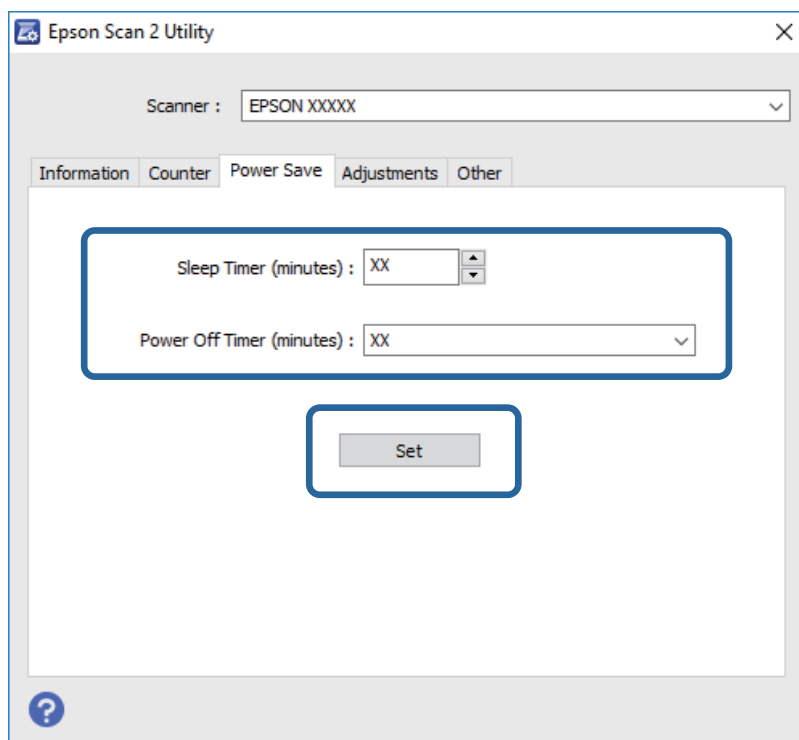 Epson Scan 2 Utility
Scanner : EPSON XXXXX
Information Counter Power Save Adjustments Other
Sleep Timer (minutes) : XX
Power Off Timer (minutes) : XX
Set
?